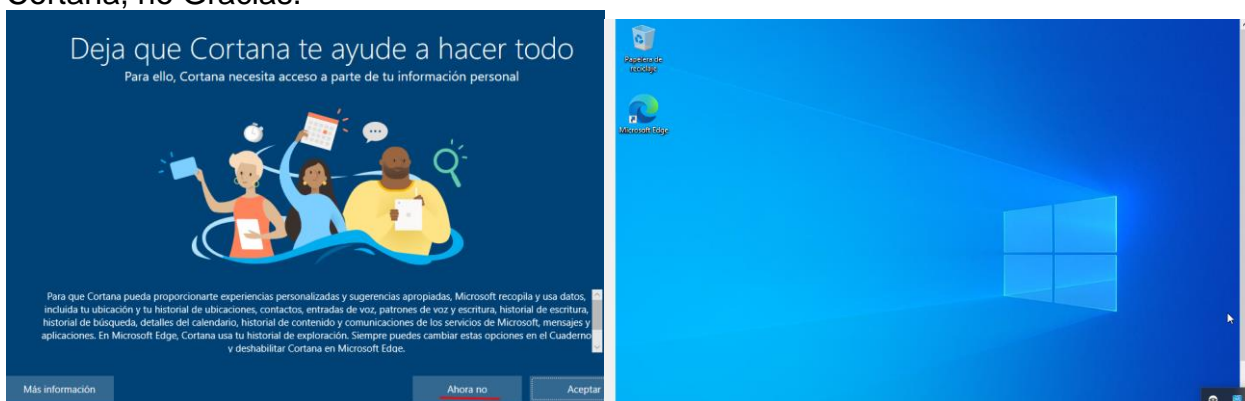 Cortana, no Gracias.
Deja que Cortana te ayude a hacer todo
Para ello, Cortana necesita acceso a parte de tu información personal
Para que Cortana pueda proporcionarte experiencias personalizadas y sugerencias apropiadas, Microsoft recopila y usa datos,
incluida tu ubicación y tu historial de ubicaciones, contactos, entradas de voz, patrones de voz y escritura, historial de escritura,
historial de búsqueda, detalles del calendario, historial de contenido y comunicaciones de los servicios de Microsoft, mensajes y
aplicaciones. En Microsoft Edge, Cortana usa tu historial de exploración. Siempre puedes cambiar estas opciones en el Cuaderno
y deshabilitar Cortana en Microsoft Edge.
Más información
Ahora no
Aceptar
Papelera de
reciclaje
Microsoft Edge